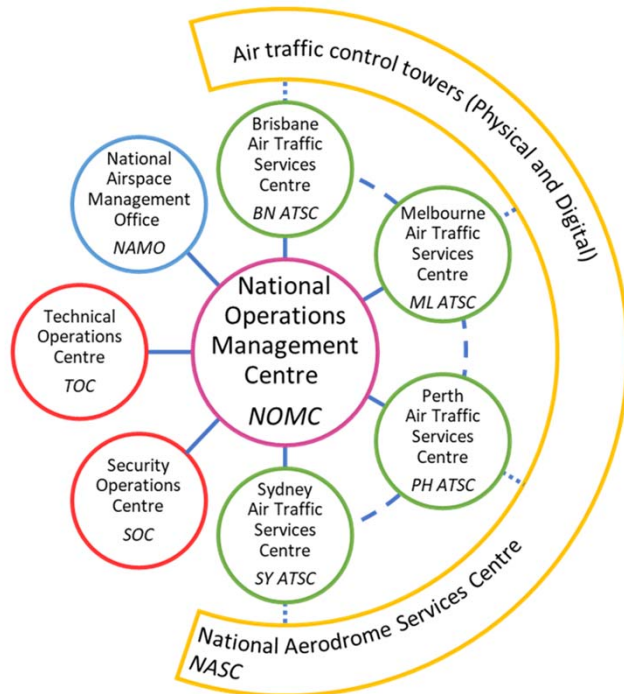 Air traffic control towers (Physical and Digital)
Brisbane
Air Traffic
Services
Centre
BN ATSC
National
Airspace
Management
Office
NAMO
Melbourne
Air Traffic
Services
Centre
ML ATSC
National
Operations
Management
Centre
NOMC
Technical
Operations
Centre
TOC
Perth
Air Traffic
Services
Centre
PH ATSC
Security
Operations
Centre
SOC
Sydney
Air Traffic
Services
Centre
SY ATSC
National Aerodrome Services Centre
NASC